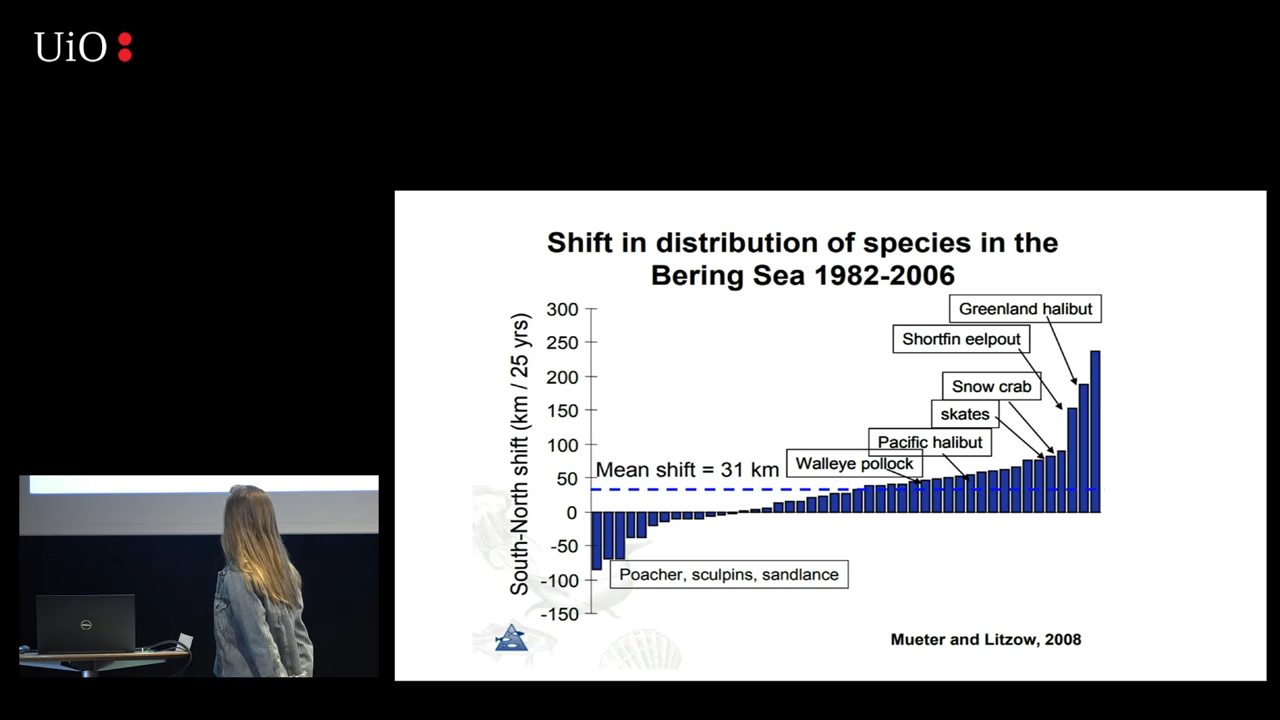 UiO
Shift in distribution of species in the
Bering Sea 1982-2006
South-North shift (km / 25 yrs)
300
250
200
150
100
50
0
-50
-100
-150
Greenland halibut
Shortfin eelpout
Snow crab
skates
Pacific halibut
Walleye pollock
Mean shift = 31 km
Poacher, sculpins, sandlance
Mueter and Litzow, 2008
DELL